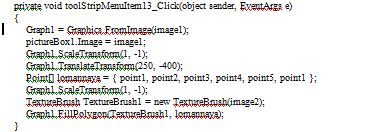 private void toolStripMenuItem13_Click(object sender, EventArgs e)
{
Graph1 = Graphics.FromImage(image1);
pictureBox1.Image = image1;
Graph1.ScaleTransform(1, -1);
Graph1.TranslateTransform(250, -400);
Point[] lomannaya = { point1, point2, point3, point4, point5, point1 };
Graph1.ScaleTransform(1, -1);
TextureBrush TextureBrush1 = new TextureBrush(image2);
Graph1.FillPolygon(TextureBrush1, lomannaya);
}